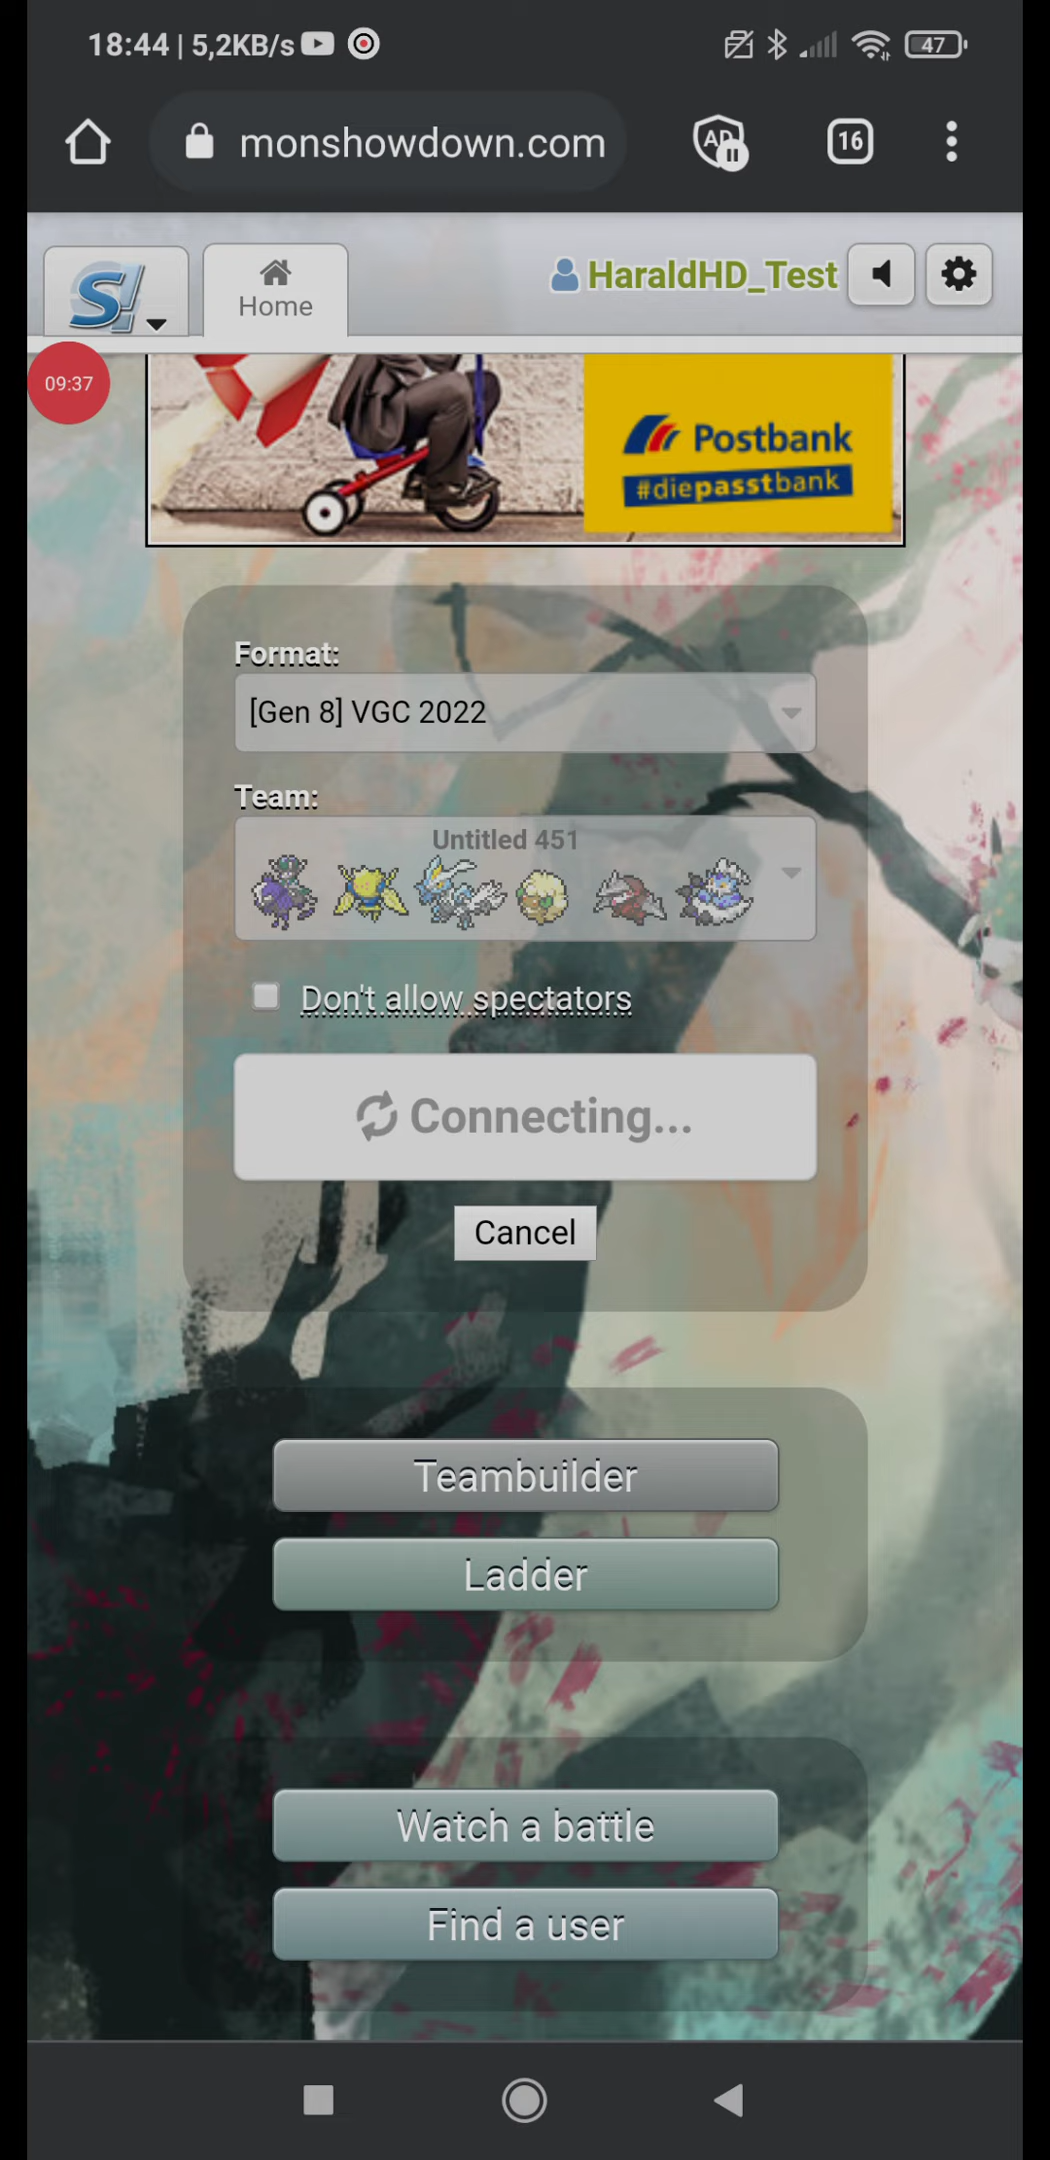 18:44 | 5,2KB/s
47
monshowdown.com
AD
16
S!
Home
HaraldHD_Test
09:37
Postbank
#diepasstbank
Format:
[Gen 8] VGC 2022
Team:
Untitled 451
Don't allow spectators
Connecting...
Cancel
Teambuilder
Ladder
Watch a battle
Find a user